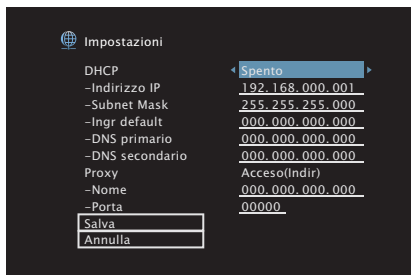 Impostazioni
DHCP Spento
–Indirizzo IP 192.168.000.001
–Subnet Mask 255.255.255.000
–Ingr default 000.000.000.000
–DNS primario 000.000.000.000
–DNS secondario 000.000.000.000
Proxy Acceso(Indir)
–Nome 000.000.000.000
–Porta 00000
Salva
Annulla